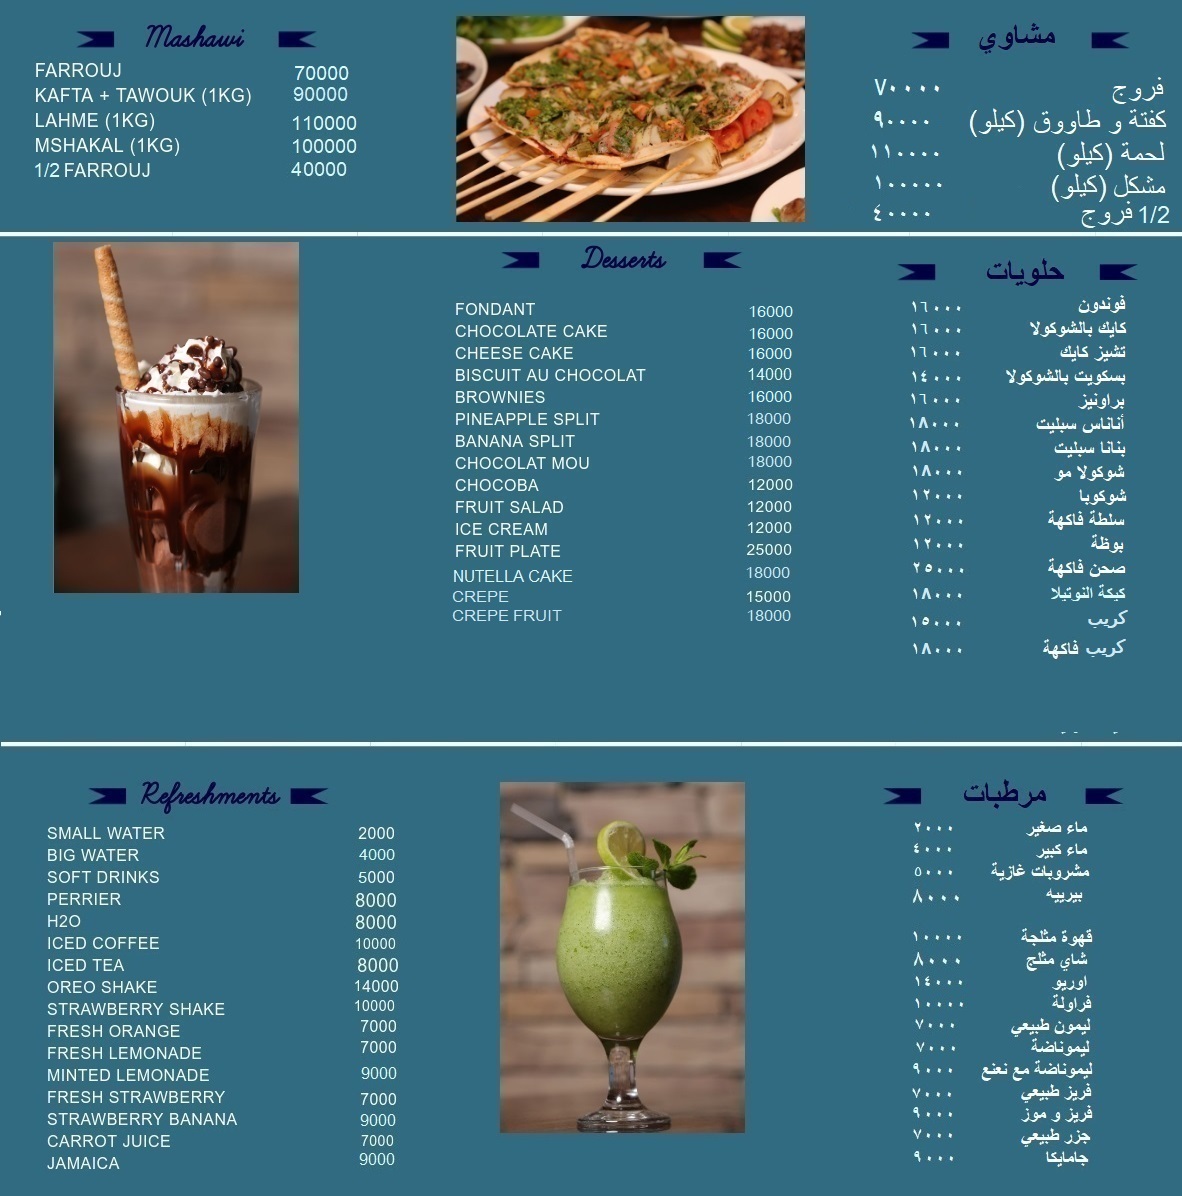 Mashawi
FARROUJ 70000
KAFTA + TAWOUK (1KG) 90000
LAHME (1KG) 110000
MSHAKAL (1KG) 100000
1/2 FARROUJ 40000
مشاوي
فروج ٧٠٠٠٠
كفتة و طاووق (كيلو) ٩٠٠٠٠
لحمة (كيلو) ١١٠٠٠٠
مشكل (كيلو) ١٠٠٠٠٠
1/2 فروج ٤٠٠٠٠
Desserts
FONDANT 16000
CHOCOLATE CAKE 16000
CHEESE CAKE 16000
BISCUIT AU CHOCOLAT 14000
BROWNIES 16000
PINEAPPLE SPLIT 18000
BANANA SPLIT 18000
CHOCOLAT MOU 18000
CHOCOBA 12000
FRUIT SALAD 12000
ICE CREAM 12000
FRUIT PLATE 25000
NUTELLA CAKE 18000
CREPE 15000
CREPE FRUIT 18000
حلويات
فوندون ١٦٠٠٠
كايك بالشوكولا ١٦٠٠٠
تشيز كايك ١٦٠٠٠
بسكويت بالشوكولا ١٤٠٠٠
براونيز ١٦٠٠٠
أناناس سبليت ١٨٠٠٠
بنانا سبليت ١٨٠٠٠
شوكولا مو ١٨٠٠٠
شوكوبا ١٢٠٠٠
سلطة فاكهة ١٢٠٠٠
بوظة ١٢٠٠٠
صحن فاكهة ٢٥٠٠٠
كيكة النوتيلا ١٨٠٠٠
كريب ١٥٠٠٠
كريب فاكهة ١٨٠٠٠
Refreshments
SMALL WATER 2000
BIG WATER 4000
SOFT DRINKS 5000
PERRIER 8000
H2O 8000
ICED COFFEE 10000
ICED TEA 8000
OREO SHAKE 14000
STRAWBERRY SHAKE 10000
FRESH ORANGE 7000
FRESH LEMONADE 7000
MINTED LEMONADE 9000
FRESH STRAWBERRY 7000
STRAWBERRY BANANA 9000
CARROT JUICE 7000
JAMAICA 9000
مرطبات
ماء صغير ٢٠٠٠
ماء كبير ٤٠٠٠
مشروبات غازية ٥٠٠٠
بيرييه ٨٠٠٠
قهوة مثلجة ١٠٠٠٠
شاي مثلج ٨٠٠٠
اوريو ١٤٠٠٠
فراولة ١٠٠٠٠
ليمون طبيعي ٧٠٠٠
ليموناضة ٧٠٠٠
ليموناضة مع نعنع ٩٠٠٠
فريز طبيعي ٧٠٠٠
فريز و موز ٩٠٠٠
جزر طبيعي ٧٠٠٠
جامايكا ٩٠٠٠